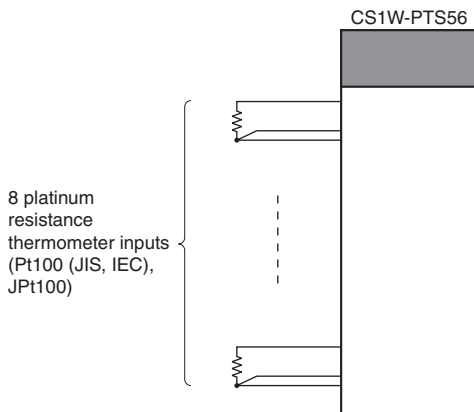 CS1W-PTS56
8 platinum
resistance
thermometer inputs
(Pt100 (JIS, IEC),
JPt100)